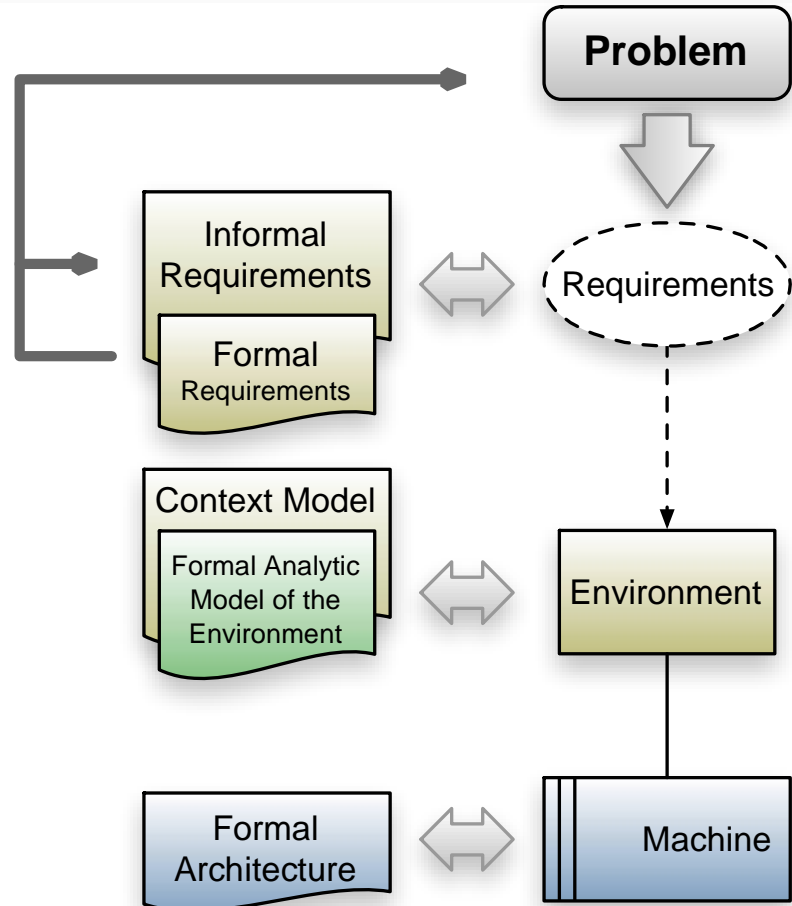 Problem
Informal
Requirements
Requirements
Formal
Requirements
Context Model
Formal Analytic
Model of the
Environment
Environment
Formal
Architecture
Machine